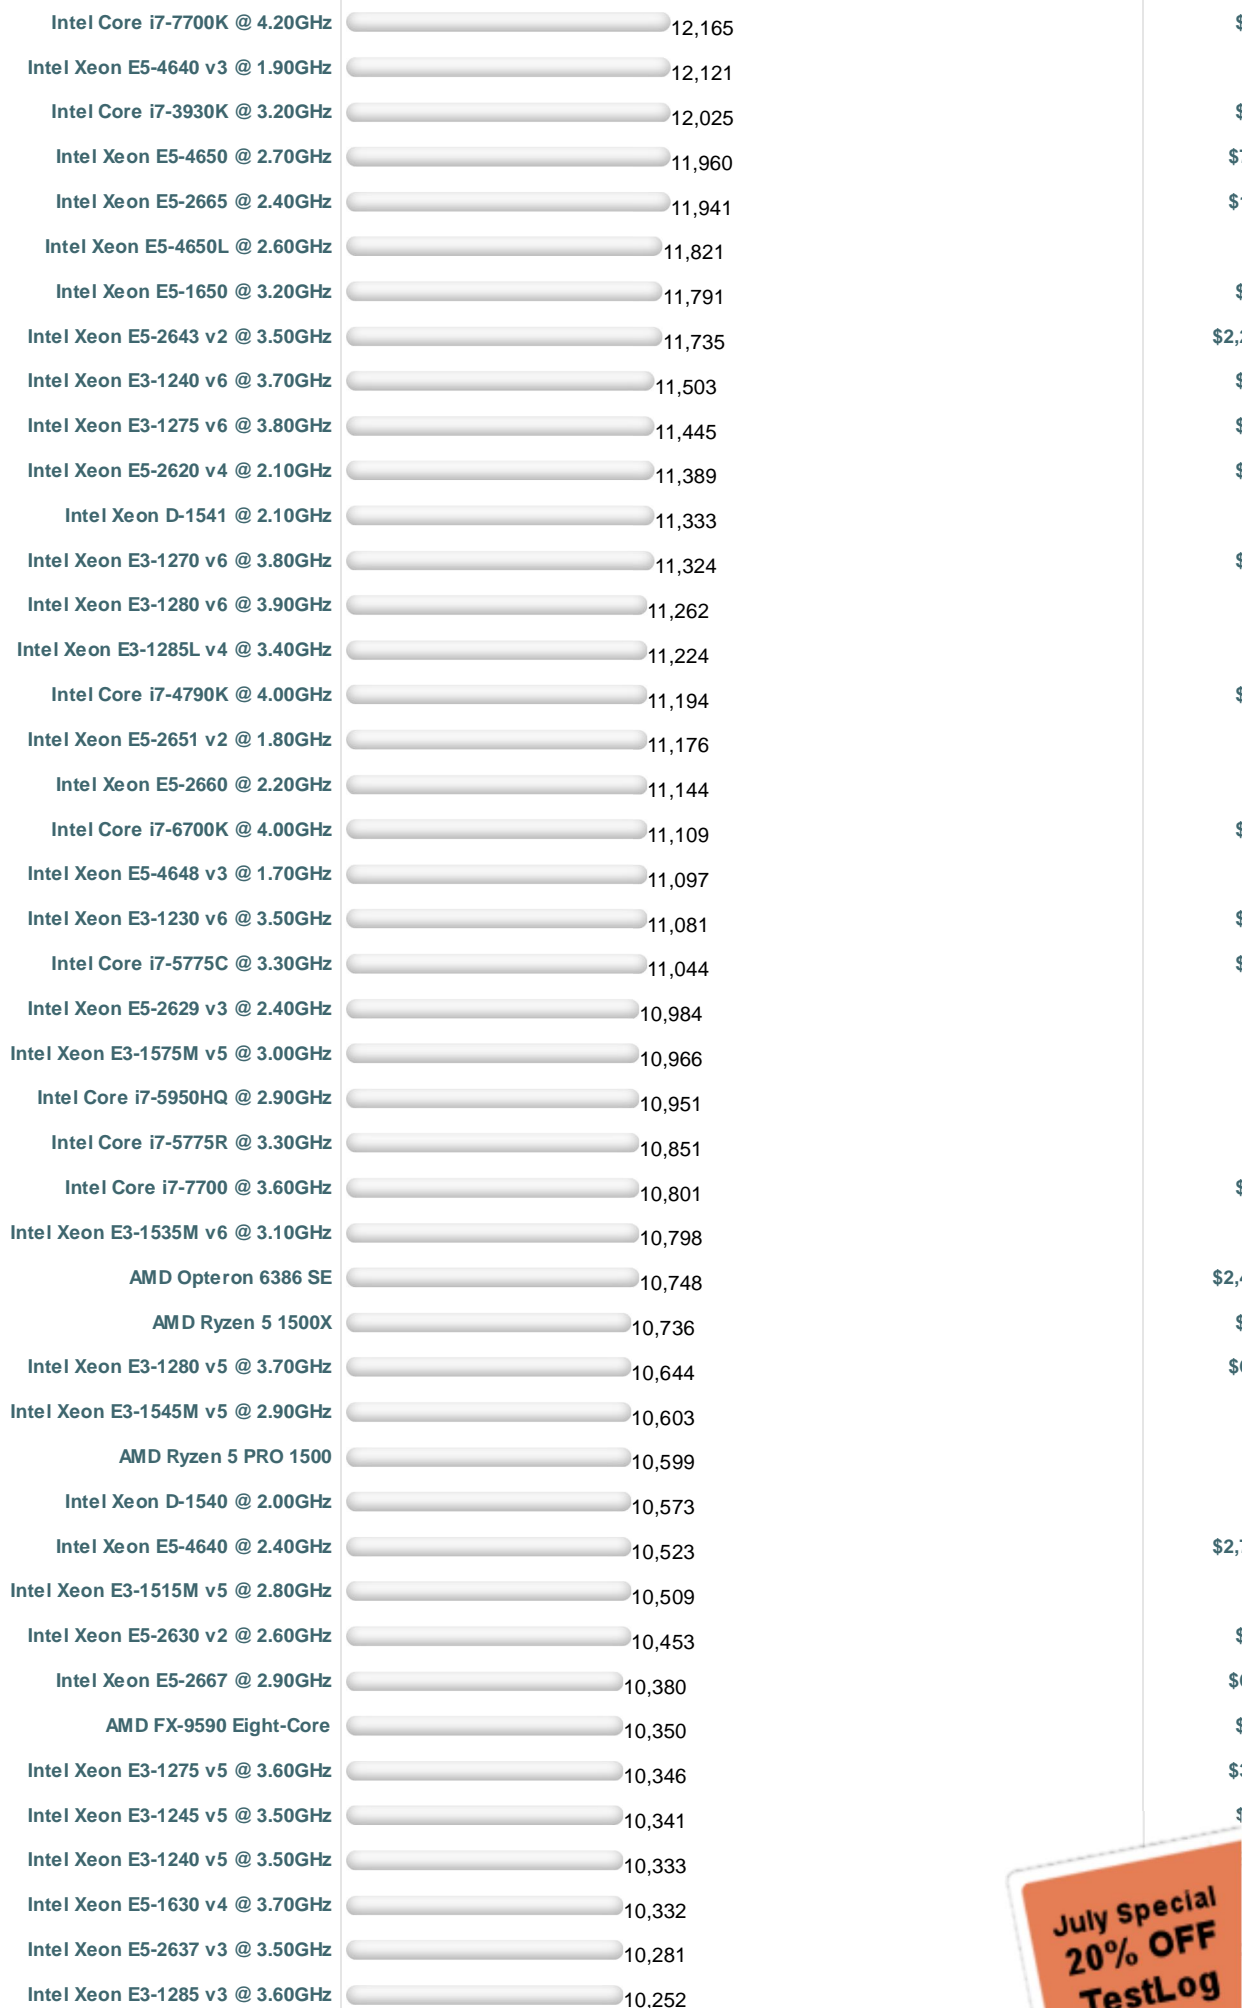 Intel Core i7-7700K @ 4.20GHz 12,165 $
Intel Xeon E5-4640 v3 @ 1.90GHz 12,121
Intel Core i7-3930K @ 3.20GHz 12,025 $
Intel Xeon E5-4650 @ 2.70GHz 11,960 $7
Intel Xeon E5-2665 @ 2.40GHz 11,941 $1
Intel Xeon E5-4650L @ 2.60GHz 11,821
Intel Xeon E5-1650 @ 3.20GHz 11,791 $
Intel Xeon E5-2643 v2 @ 3.50GHz 11,735 $2,2
Intel Xeon E3-1240 v6 @ 3.70GHz 11,503 $
Intel Xeon E3-1275 v6 @ 3.80GHz 11,445 $
Intel Xeon E5-2620 v4 @ 2.10GHz 11,389 $
Intel Xeon D-1541 @ 2.10GHz 11,333
Intel Xeon E3-1270 v6 @ 3.80GHz 11,324 $
Intel Xeon E3-1280 v6 @ 3.90GHz 11,262
Intel Xeon E3-1285L v4 @ 3.40GHz 11,224
Intel Core i7-4790K @ 4.00GHz 11,194 $
Intel Xeon E5-2651 v2 @ 1.80GHz 11,176
Intel Xeon E5-2660 @ 2.20GHz 11,144
Intel Core i7-6700K @ 4.00GHz 11,109 $
Intel Xeon E5-4648 v3 @ 1.70GHz 11,097
Intel Xeon E3-1230 v6 @ 3.50GHz 11,081 $
Intel Core i7-5775C @ 3.30GHz 11,044 $
Intel Xeon E5-2629 v3 @ 2.40GHz 10,984
Intel Xeon E3-1575M v5 @ 3.00GHz 10,966
Intel Core i7-5950HQ @ 2.90GHz 10,951
Intel Core i7-5775R @ 3.30GHz 10,851
Intel Core i7-7700 @ 3.60GHz 10,801 $
Intel Xeon E3-1535M v6 @ 3.10GHz 10,798
AMD Opteron 6386 SE 10,748 $2,4
AMD Ryzen 5 1500X 10,736 $
Intel Xeon E3-1280 v5 @ 3.70GHz 10,644 $6
Intel Xeon E3-1545M v5 @ 2.90GHz 10,603
AMD Ryzen 5 PRO 1500 10,599
Intel Xeon D-1540 @ 2.00GHz 10,573
Intel Xeon E5-4640 @ 2.40GHz 10,523 $2,7
Intel Xeon E3-1515M v5 @ 2.80GHz 10,509
Intel Xeon E5-2630 v2 @ 2.60GHz 10,453 $
Intel Xeon E5-2667 @ 2.90GHz 10,380 $6
AMD FX-9590 Eight-Core 10,350 $
Intel Xeon E3-1275 v5 @ 3.60GHz 10,346 $3
Intel Xeon E3-1245 v5 @ 3.50GHz 10,341 $
Intel Xeon E3-1240 v5 @ 3.50GHz 10,333
Intel Xeon E5-1630 v4 @ 3.70GHz 10,332
Intel Xeon E5-2637 v3 @ 3.50GHz 10,281
Intel Xeon E3-1285 v3 @ 3.60GHz 10,252
July Special
20% OFF
TestLog